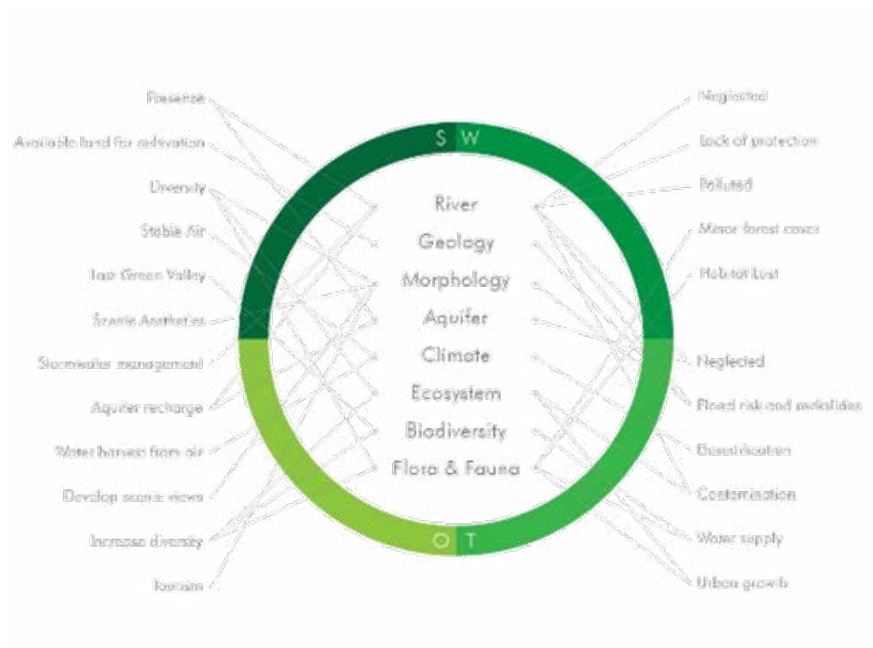 Presence
Available land for cultivation
Diversity
Stable Air
Last Green Valley
Scenic Aesthetics
Stormwater management
Aquifer recharge
Water harvest from air
Develop scenic views
Increase diversity
Tourism
S W
River
Geology
Morphology
Aquifer
Climate
Ecosystem
Biodiversity
Flora & Fauna
O T
Neglected
Lack of protection
Polluted
Minor forest cover
Habitat Lost
Neglected
Flood risk and rockslides
Desertification
Contamination
Water supply
Urban growth